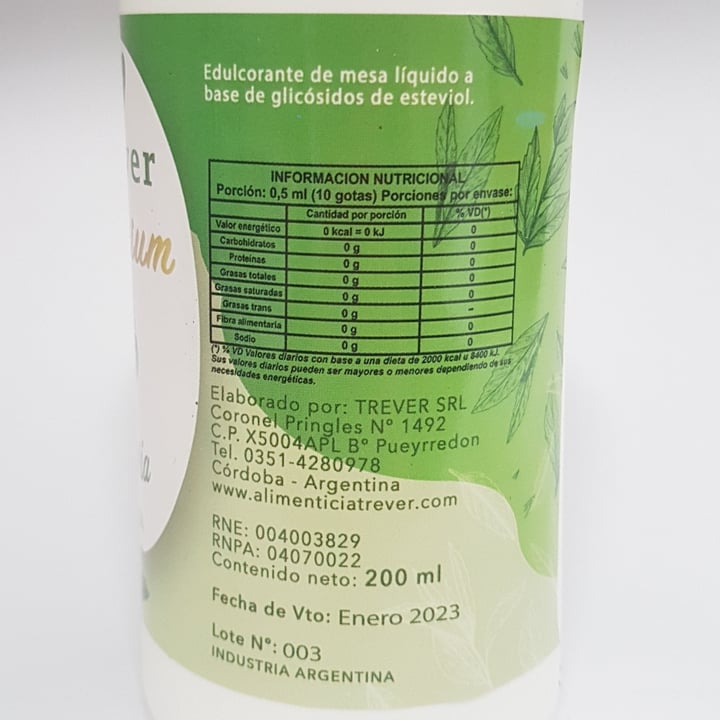 Edulcorante de mesa líquido a
base de glicósidos de esteviol.
INFORMACION NUTRICIONAL
Porción: 0,5 ml (10 gotas) Porciones por envase:
Cantidad por porción % VD(*)
Valor energético 0 kcal = 0 kJ 0
Carbohidratos 0 g 0
Proteinas 0 g 0
Grasas totales 0 g 0
Grasas saturadas 0 g 0
Grasas trans 0 g -
Fibra alimentaria 0 g 0
Sodio 0 g 0
(*) % VD Valores diarios con base a una dieta de 2000 kcal u 8400 kJ.
Sus valores diarios pueden ser mayores o menores dependiendo de sus
necesidades energéticas.
Elaborado por: TREVER SRL
Coronel Pringles Nº 1492
C.P. X5004APL Bº Pueyrredon
Tel. 0351-4280978
Córdoba - Argentina
www.alimenticiatrever.com
RNE: 004003829
RNPA: 04070022
Contenido neto: 200 ml
Fecha de Vto: Enero 2023
Lote Nº: 003
INDUSTRIA ARGENTINA